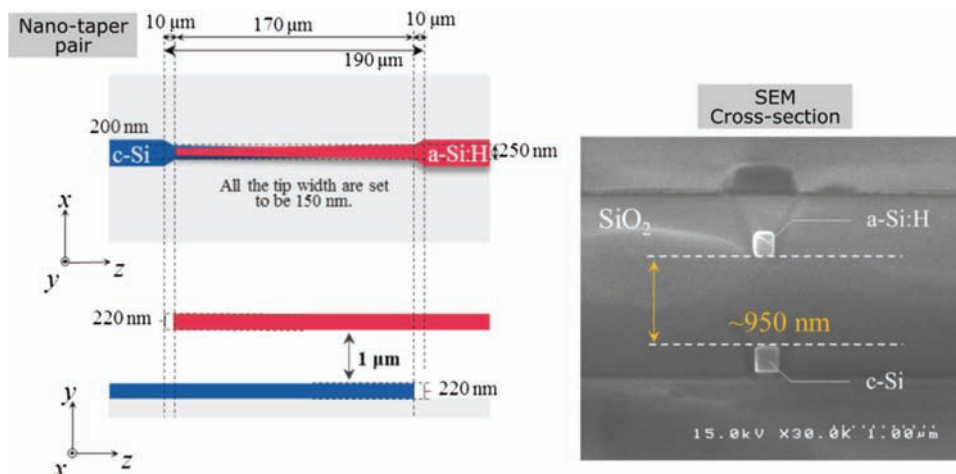 Nano-taper
pair
10 μm
170 μm
10 μm
190 μm
200 nm
c-Si
a-Si:H
250 nm
All the tip width are set
to be 150 nm.
x
y
z
220 nm
1 μm
220 nm
y
x
z
SEM
Cross-section
SiO₂
a-Si:H
~950 nm
c-Si
15.0kV X30.0K 1.00μm